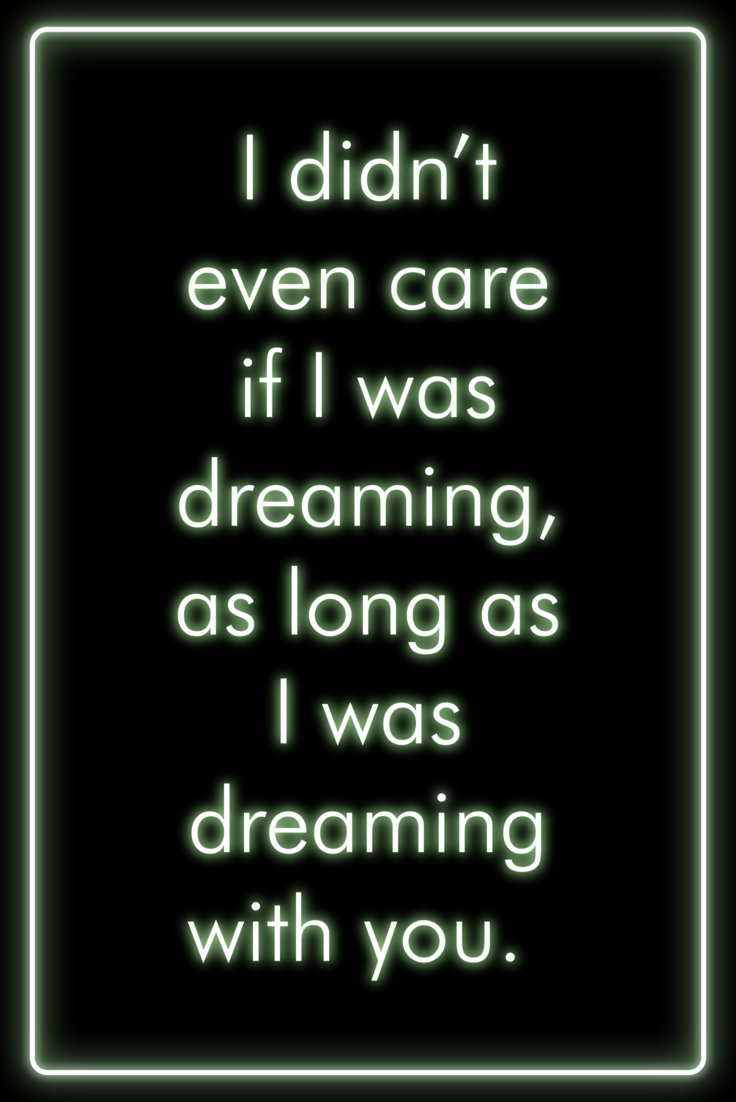 I didn’t
even care
if I was
dreaming,
as long as
I was
dreaming
with you.